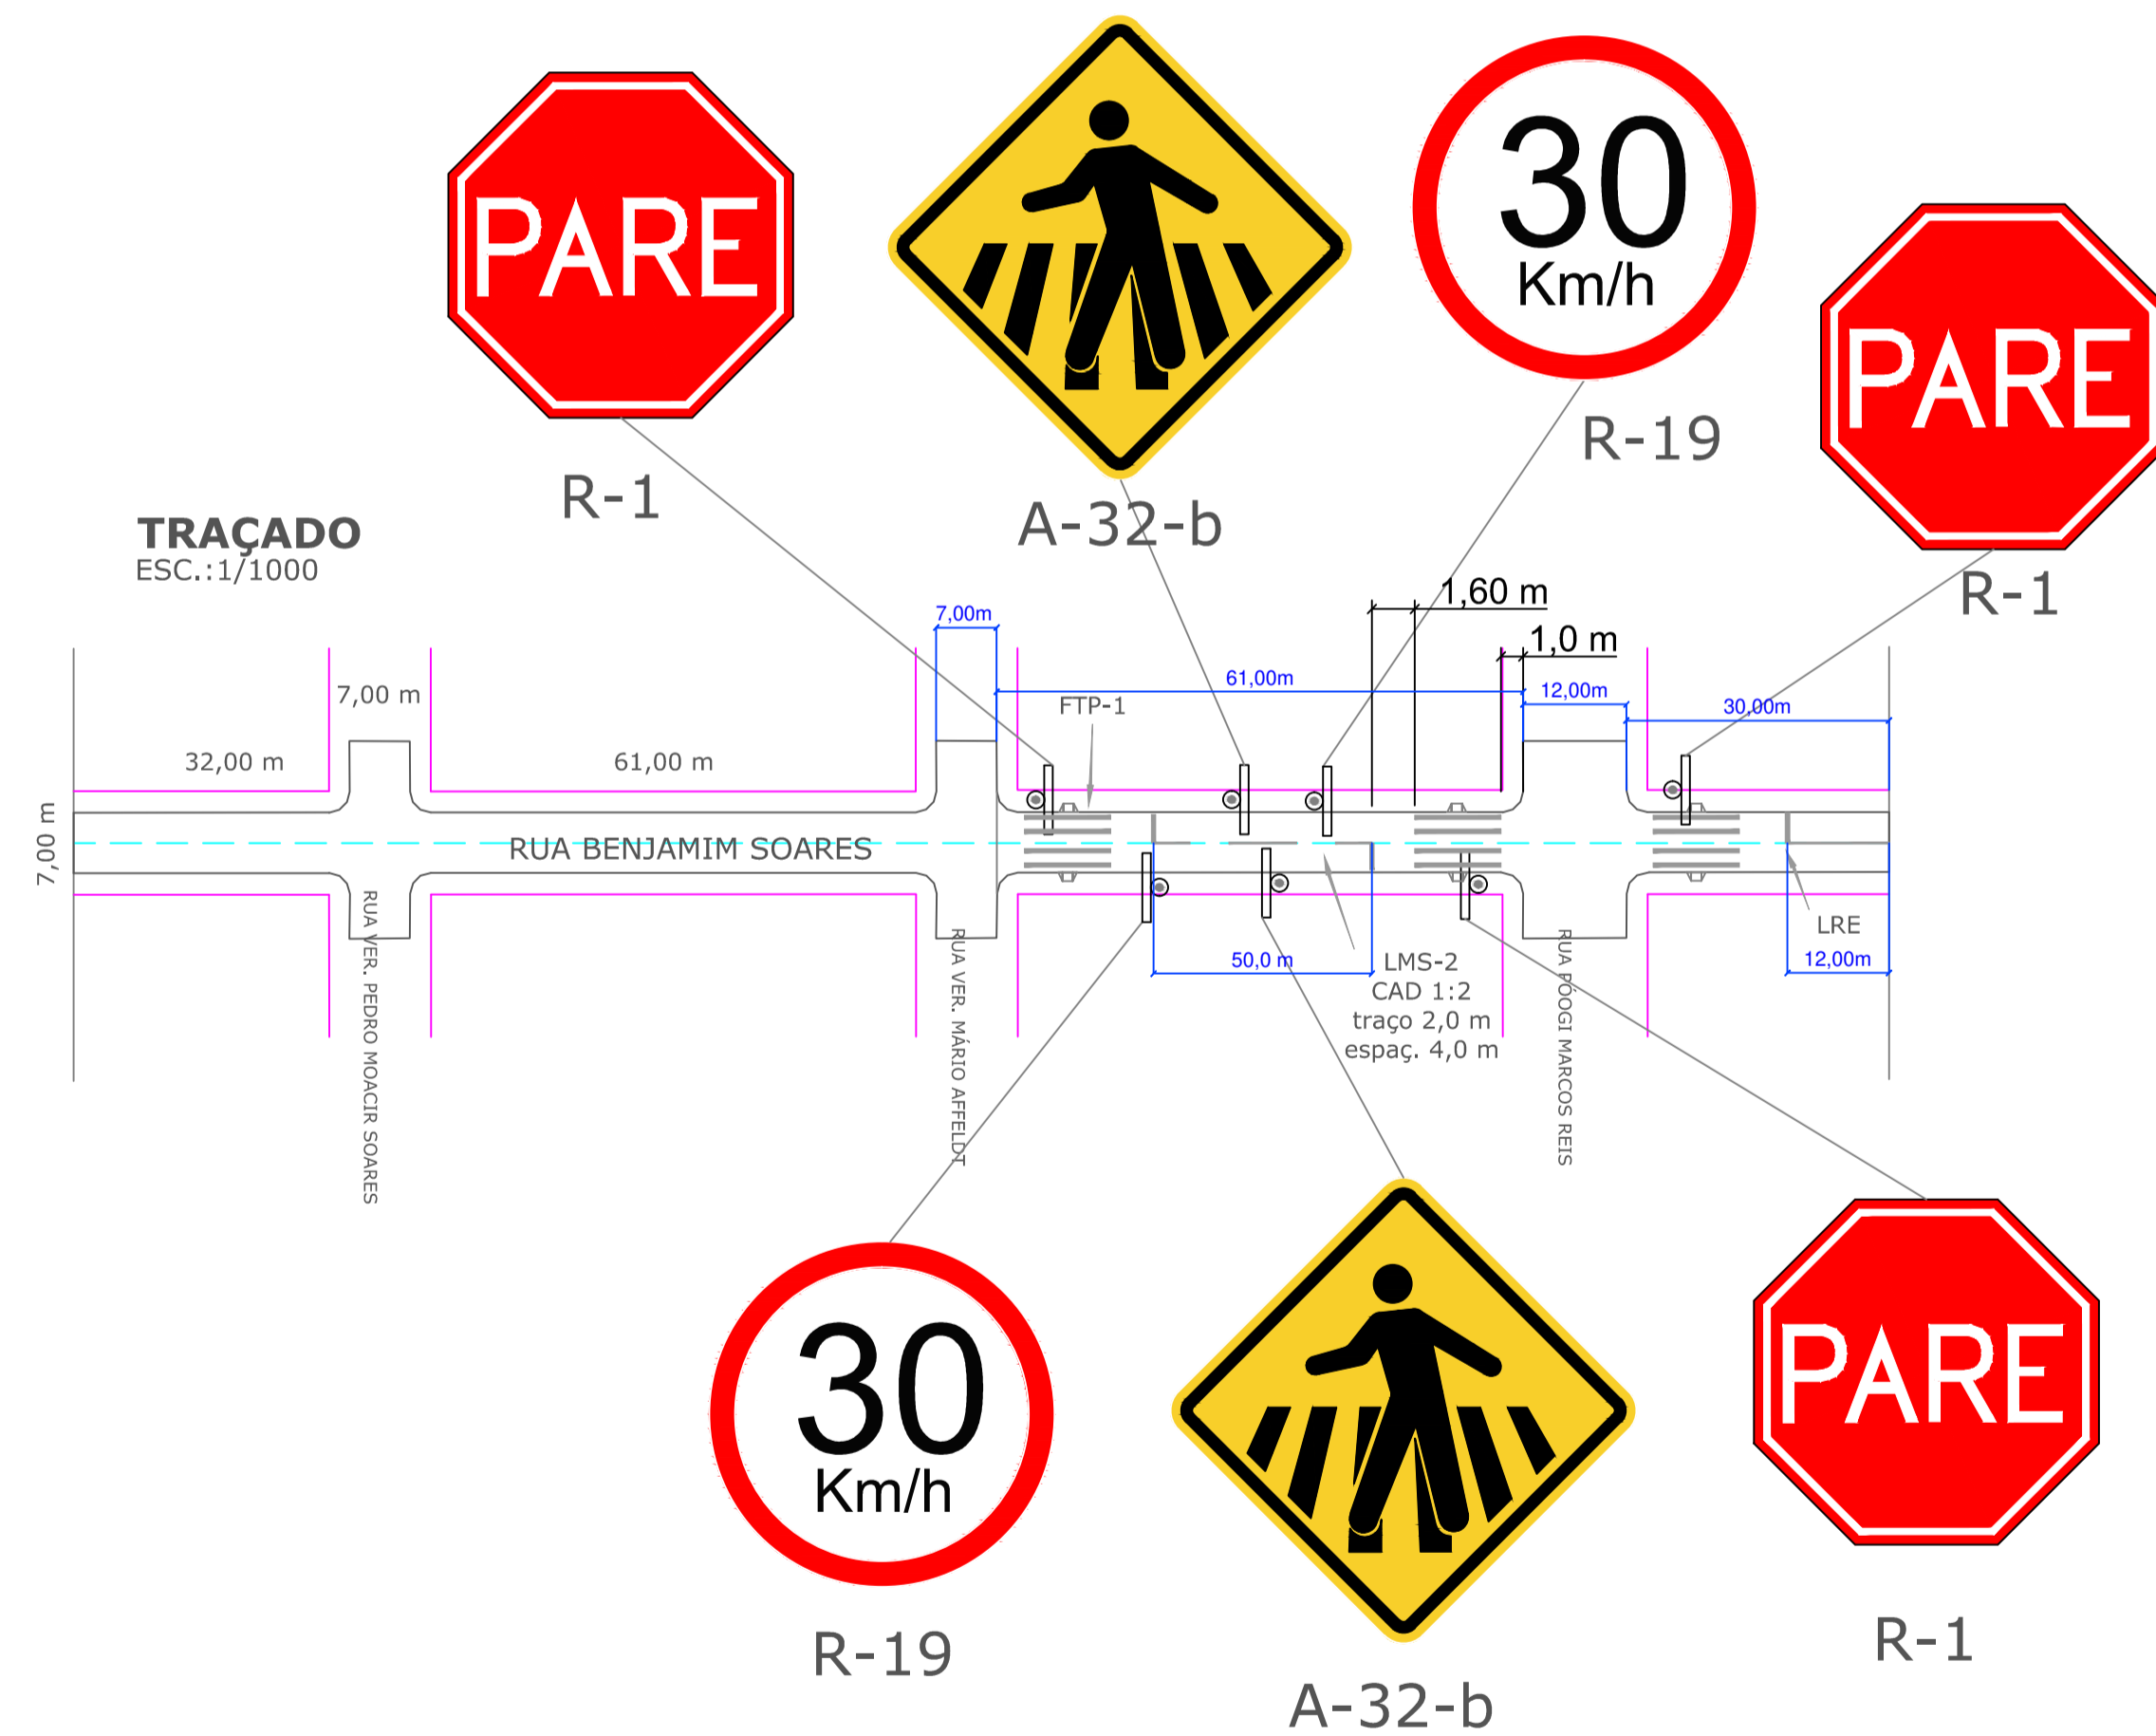 PARE
R-1
A-32-b
30
Km/h
R-19
PARE
R-1
TRAÇADO
ESC.:1/1000
1,60 m
7,00m
1,0 m
61,00m
12,00m
30,00m
7,00 m
FTP-1
32,00 m
61,00 m
7,00 m
RUA BENJAMIM SOARES
RUA VER. PEDRO MOACIR SOARES
RUA VER. MÁRIO AFFELDT
RUA PÓOGI MARCOS REIS
LRE
50,0 m
12,00m
LMS-2
CAD 1:2
traço 2,0 m
espaç. 4,0 m
30
Km/h
R-19
A-32-b
PARE
R-1